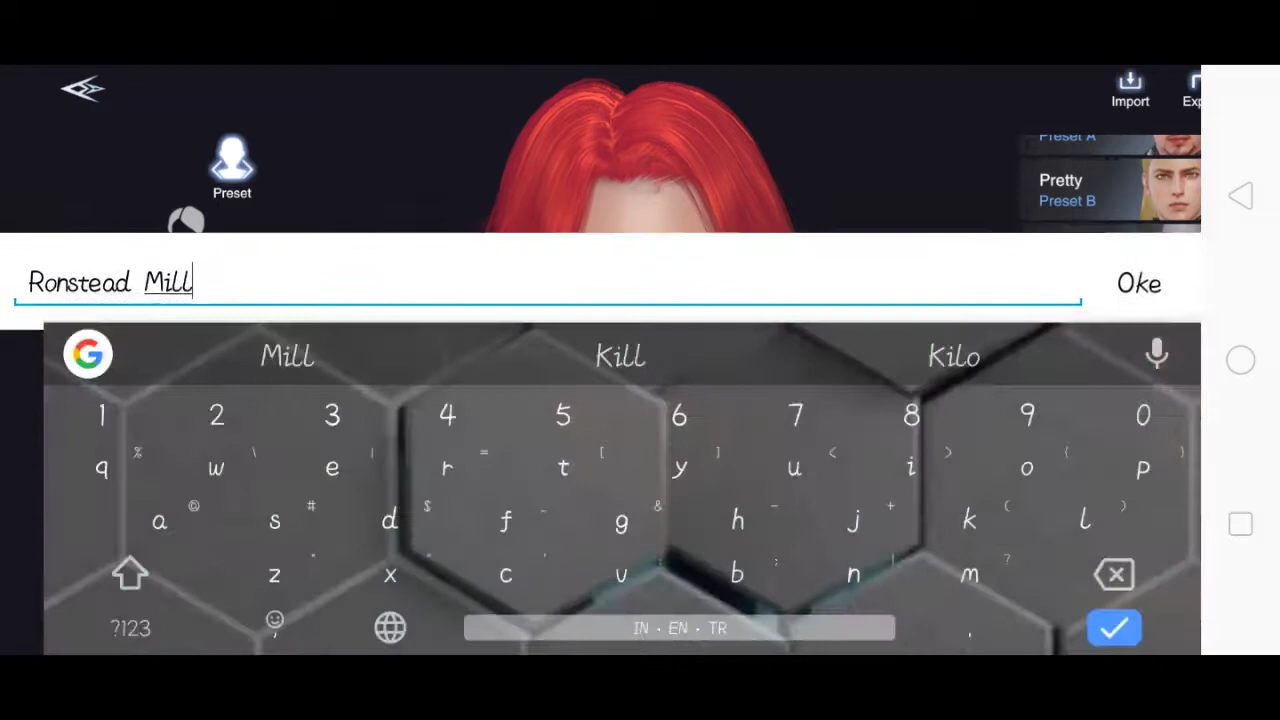 Import
Exp
Preset A
Preset
Pretty
Preset B
Ronstead Mill
Oke
Mill Kill Kilo
1 2 3 4 5 6 7 8 9 0
% \ | = [ ] < > { }
q w e r t y u i o p
@ # $ - & - + ( )
a s d f g h j k l
z x c v b n m
?123 , IN • EN • TR .